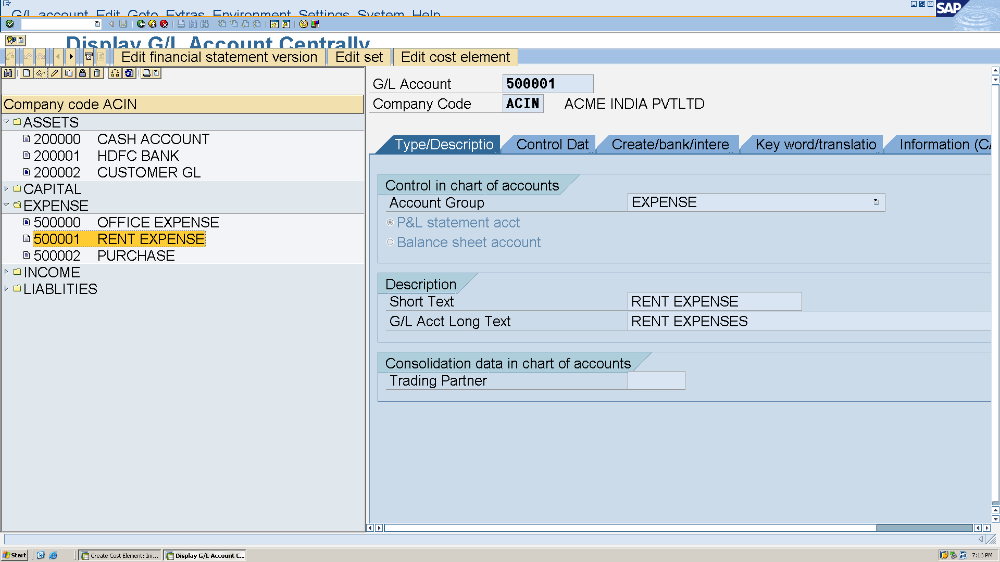 G/L account Edit Goto Extras Environment Settings System Help
SAP
Display G/L Account Centrally
Edit financial statement version Edit set Edit cost element
Company code ACIN
ASSETS
200000 CASH ACCOUNT
200001 HDFC BANK
200002 CUSTOMER GL
CAPITAL
EXPENSE
500000 OFFICE EXPENSE
500001 RENT EXPENSE
500002 PURCHASE
INCOME
LIABLITIES
G/L Account 500001
Company Code ACIN ACME INDIA PVTLTD
Type/Descriptio... Control Dat... Create/bank/intere... Key word/translatio... Information (CA
Control in chart of accounts
Account Group EXPENSE
P&L statement acct
Balance sheet account
Description
Short Text RENT EXPENSE
G/L Acct Long Text RENT EXPENSES
Consolidation data in chart of accounts
Trading Partner
Start Create Cost Element: Ini... Display G/L Account C... 7:16 PM